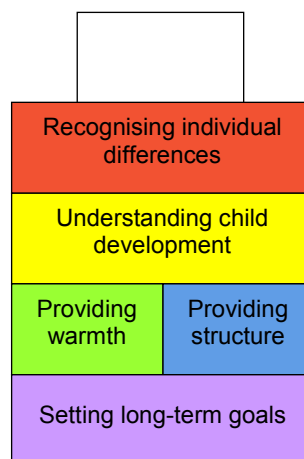 Recognising individual
differences
Understanding child
development
Providing
warmth
Providing
structure
Setting long-term goals